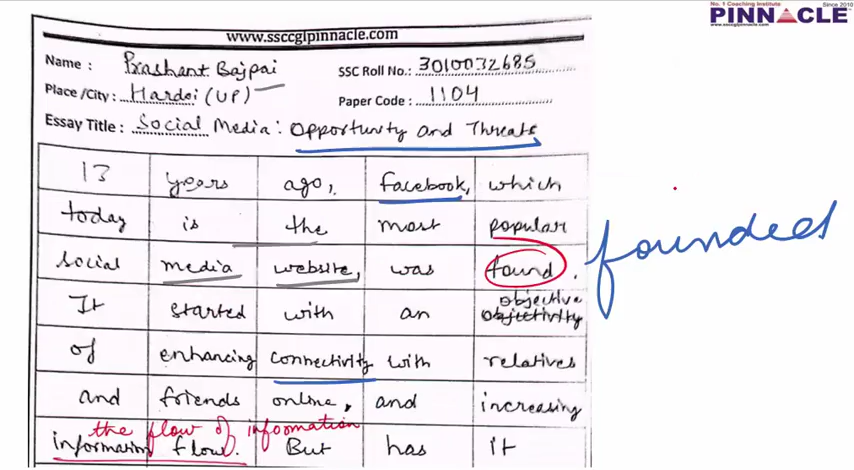 No. 1 Coaching Institute Since 2010
PINNACLE
www.ssccglpinnacle.com
www.ssccglpinnacle.com
Name : Prashant Bajpai SSC Roll No.: 3010032685
Place /City: Hardoi (UP) Paper Code : 1104
Essay Title : Social Media : Opportunity and Threats
13 years ago, facebook, which
today is the most popular
social media website, was found.
founded
objective
It started with an objectivity
of enhancing connectivity with relatives
and friends online, and increasing
the flow of information
information flow. But has it